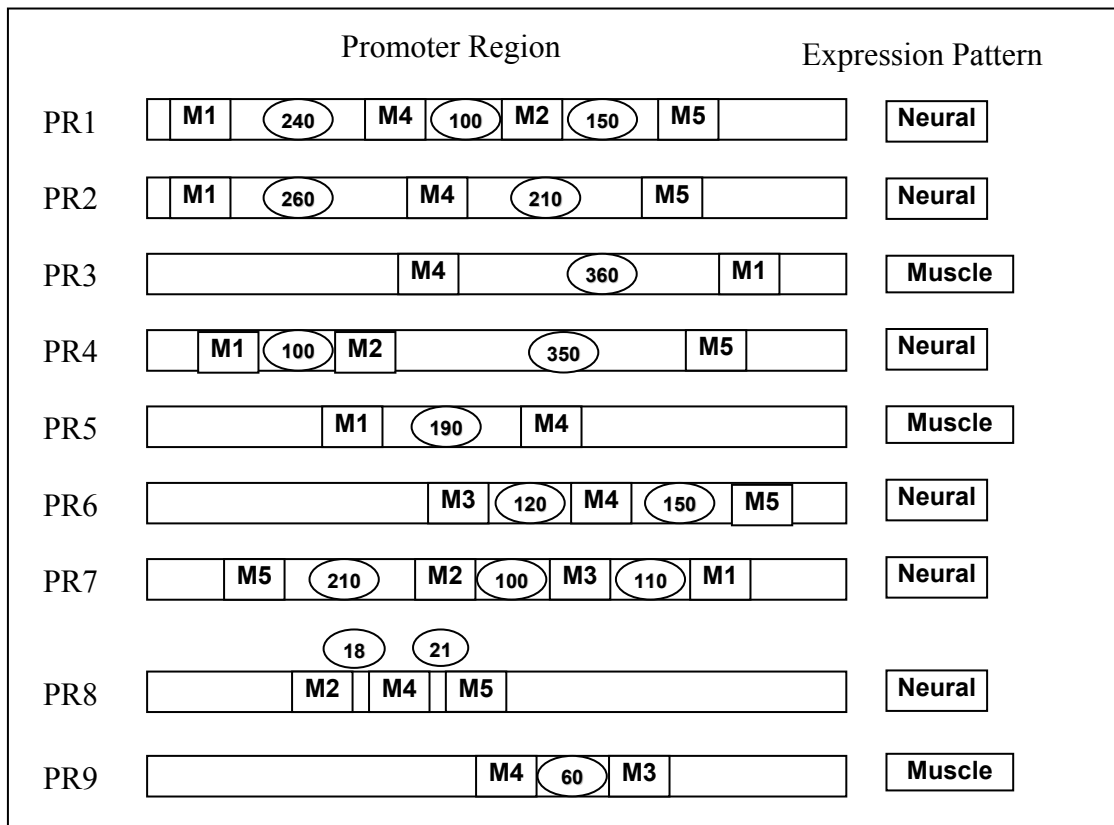 Promoter Region Expression Pattern
PR1 M1 240 M4 100 M2 150 M5 Neural
PR2 M1 260 M4 210 M5 Neural
PR3 M4 360 M1 Muscle
PR4 M1 100 M2 350 M5 Neural
PR5 M1 190 M4 Muscle
PR6 M3 120 M4 150 M5 Neural
PR7 M5 210 M2 100 M3 110 M1 Neural
18 21
PR8 M2 M4 M5 Neural
PR9 M4 60 M3 Muscle